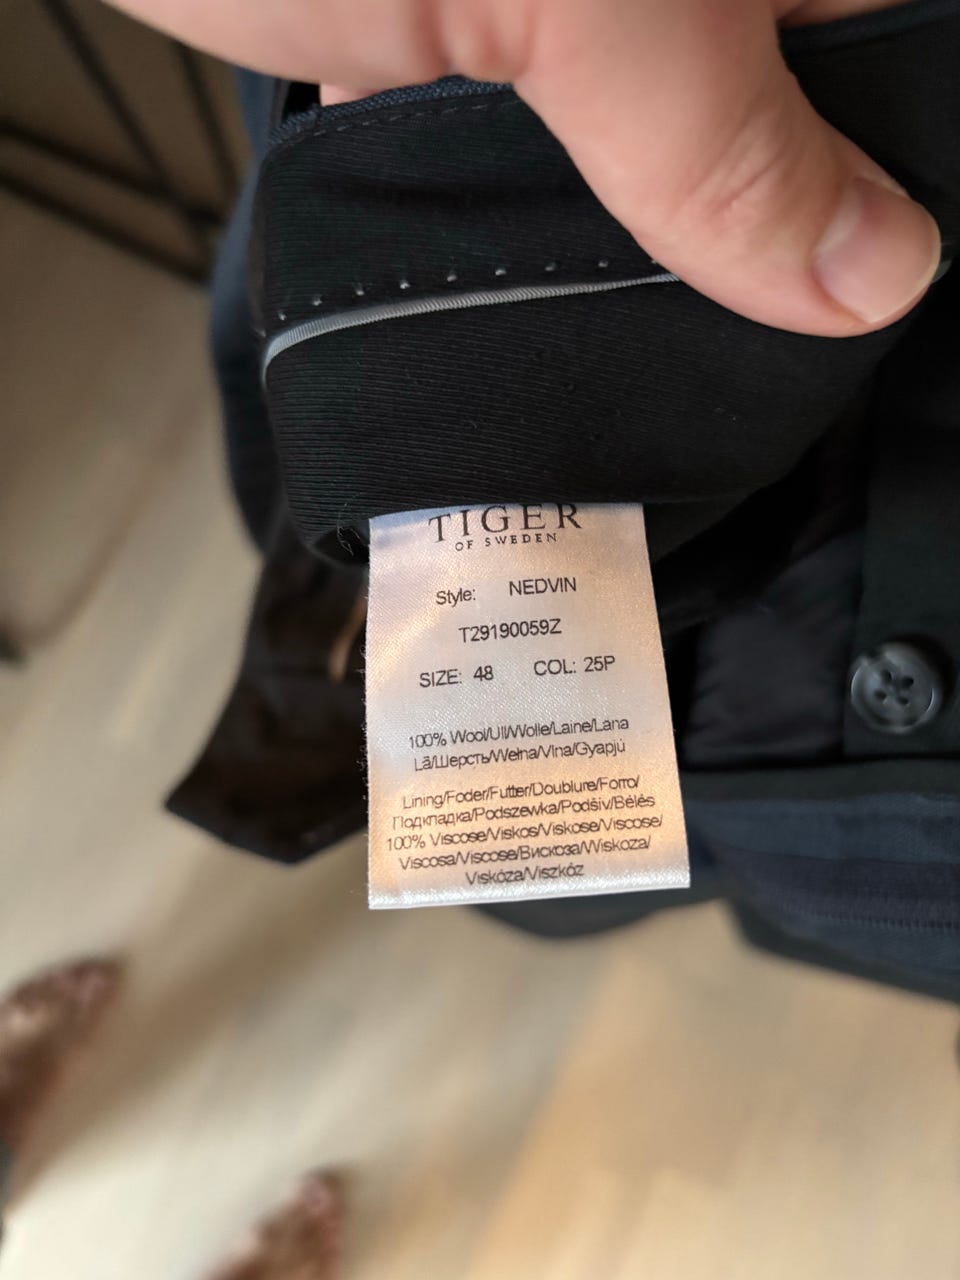 TIGER
OF SWEDEN
Style: NEDVIN
T29190059Z
SIZE: 48 COL: 25P
100% Wool/Ull/Wolle/Laine/Lana
Lã/Шерсть/Wełna/Vlna/Gyapjú
Lining/Foder/Futter/Doublure/Forro/
Подкладка/Podszewka/Podšiv/Bélés
100% Viscose/Viskos/Viskose/Viscose/
Viscosa/Viscose/Вискоза/Wiskoza/
Viskóza/Viszkóz